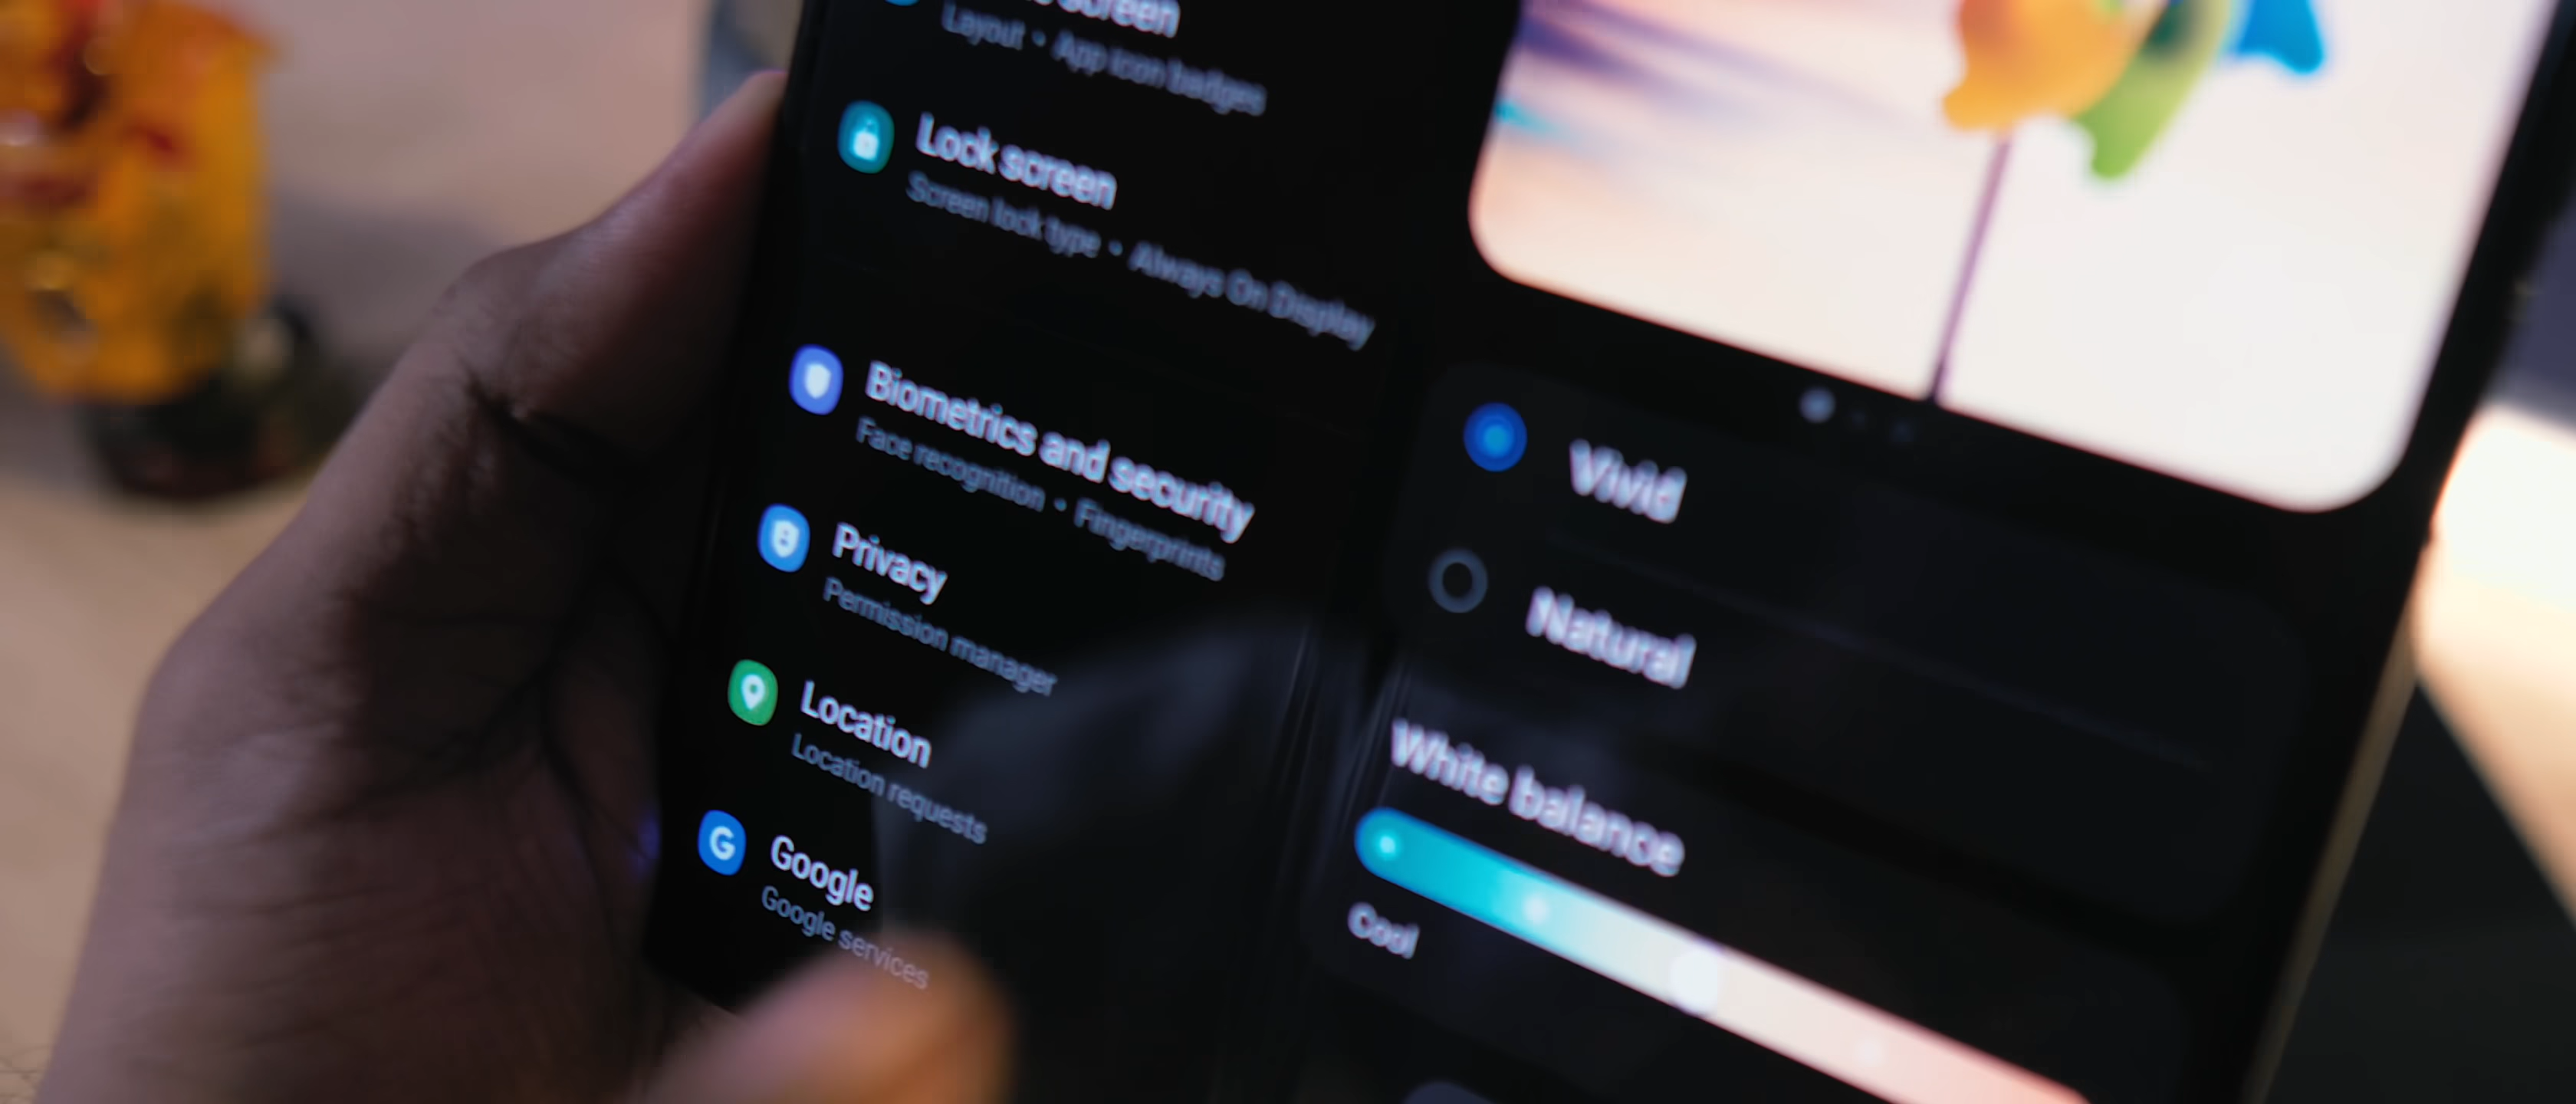 screen
Layout • App icon badges
Lock screen
Screen lock type • Always On Display
Biometrics and security
Face recognition • Fingerprints
Privacy
Permission manager
Location
Location requests
G
Google
Google services
Vivid
Natural
White balance
Cool